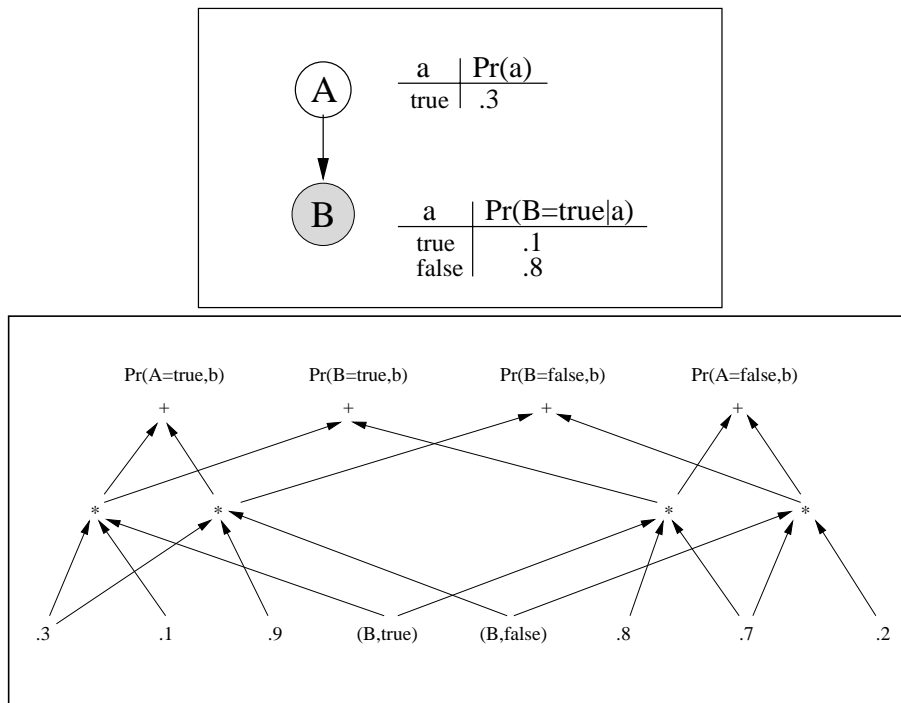 A
a Pr(a)
true .3
B
a Pr(B=true|a)
true .1
false .8
Pr(A=true,b) Pr(B=true,b) Pr(B=false,b) Pr(A=false,b)
+ + + +
* * * *
.3 .1 .9 (B,true) (B,false) .8 .7 .2